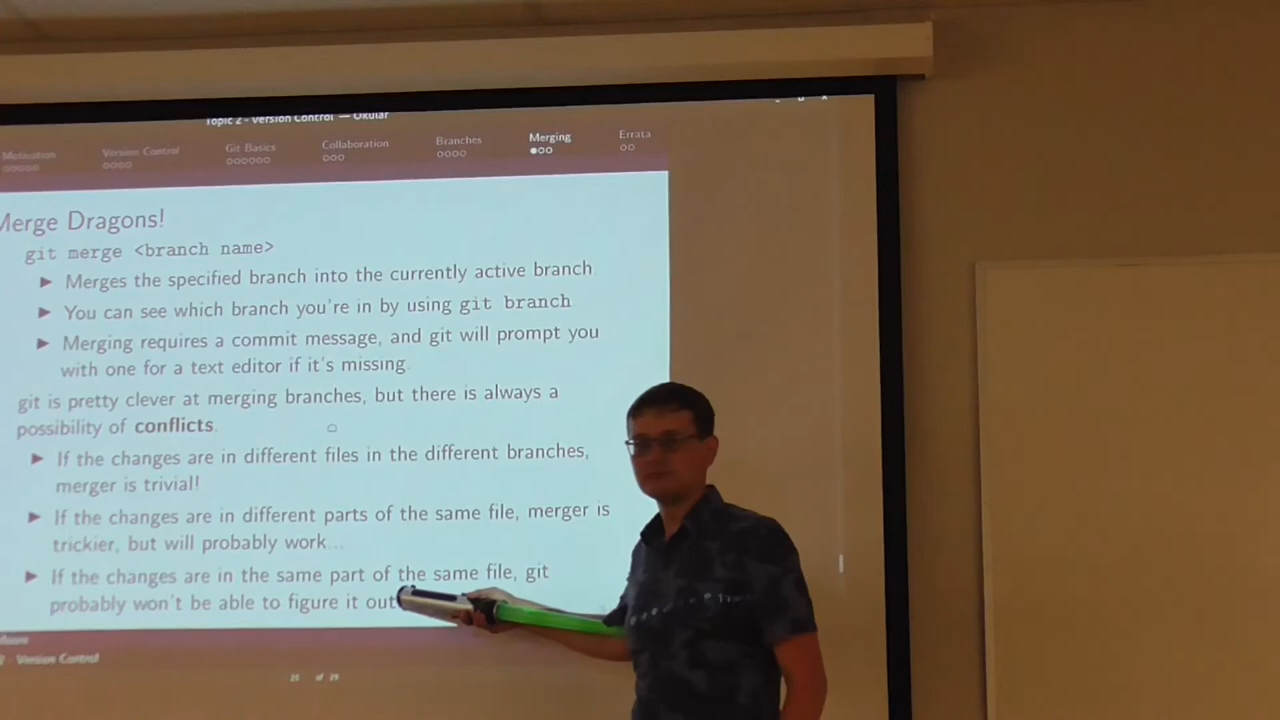 Topic 2 - Version Control — Okular
Motivation Version Control Git Basics Collaboration Branches Merging Errata
Merge Dragons!
git merge <branch name>
▶ Merges the specified branch into the currently active branch
▶ You can see which branch you're in by using git branch
▶ Merging requires a commit message, and git will prompt you
with one for a text editor if it's missing.
git is pretty clever at merging branches, but there is always a
possibility of conflicts.
▶ If the changes are in different files in the different branches,
merger is trivial!
▶ If the changes are in different parts of the same file, merger is
trickier, but will probably work...
▶ If the changes are in the same part of the same file, git
probably won't be able to figure it out
Version Control
of